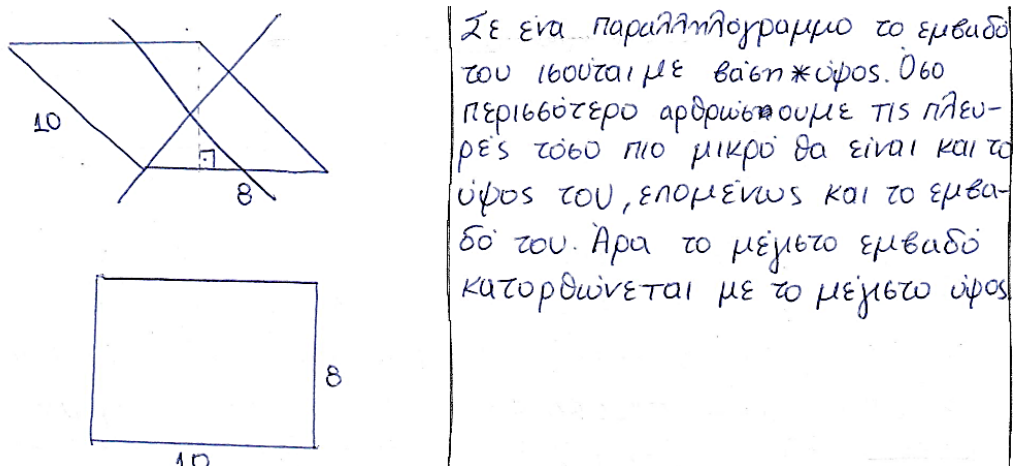 10
8
8
10
Σε ένα παραλληλόγραμμο το εμβαδό
του ισούται με βάση * ύψος. Όσο
περισσότερο αρθρώσουμε τις πλευ-
ρές τόσο πιο μικρό θα είναι και το
ύψος του, επομένως και το εμβα-
δό του. Άρα το μέγιστο εμβαδό
κατορθώνεται με το μέγιστο ύψος